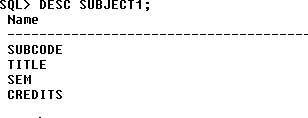 SQL> DESC SUBJECT1;
Name
------------------------------------
SUBCODE
TITLE
SEM
CREDITS